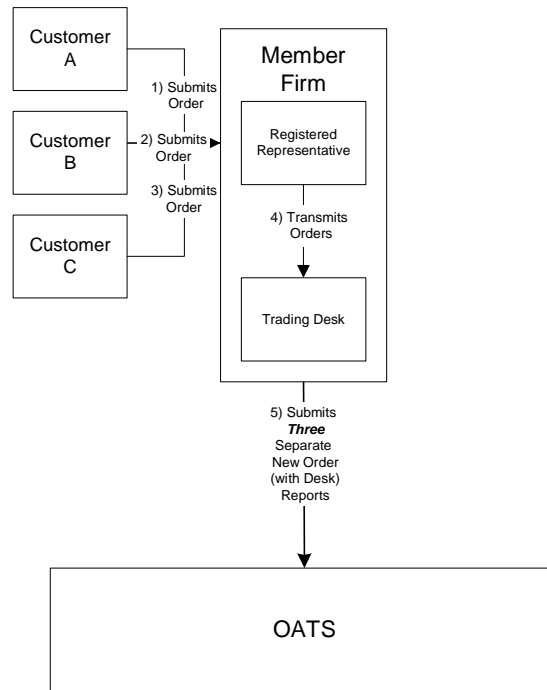 Customer
A
1) Submits
Order
Customer
B
2) Submits
Order
3) Submits
Order
Customer
C
Member
Firm
Registered
Representative
4) Transmits
Orders
Trading Desk
5) Submits
Three
Separate
New Order
(with Desk)
Reports
OATS